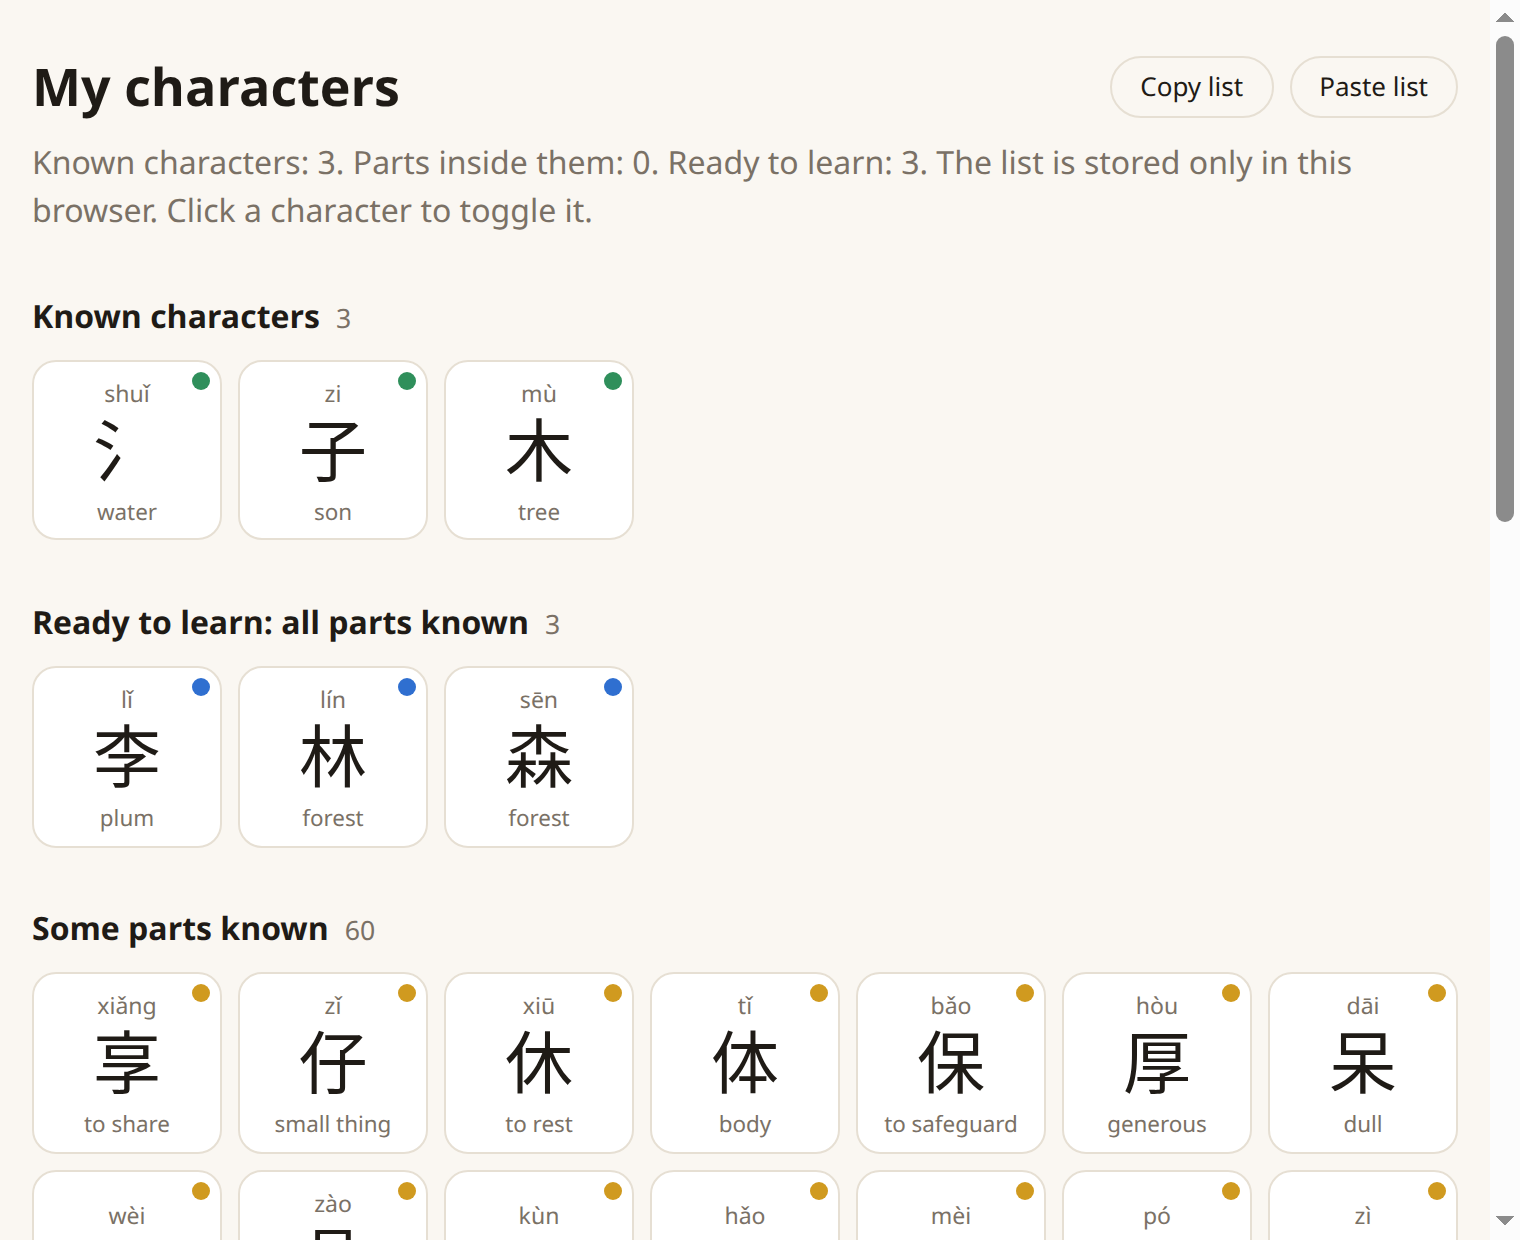 My characters
Copy list
Paste list
Known characters: 3. Parts inside them: 0. Ready to learn: 3. The list is stored only in this
browser. Click a character to toggle it.
Known characters 3
shuǐ
氵
water
zi
子
son
mù
木
tree
Ready to learn: all parts known 3
lǐ
李
plum
lín
林
forest
sēn
森
forest
Some parts known 60
xiǎng
享
to share
zǐ
仔
small thing
xiū
休
to rest
tǐ
体
body
bǎo
保
to safeguard
hòu
厚
generous
dāi
呆
dull
wèi
zào
kùn
hǎo
mèi
pó
zì